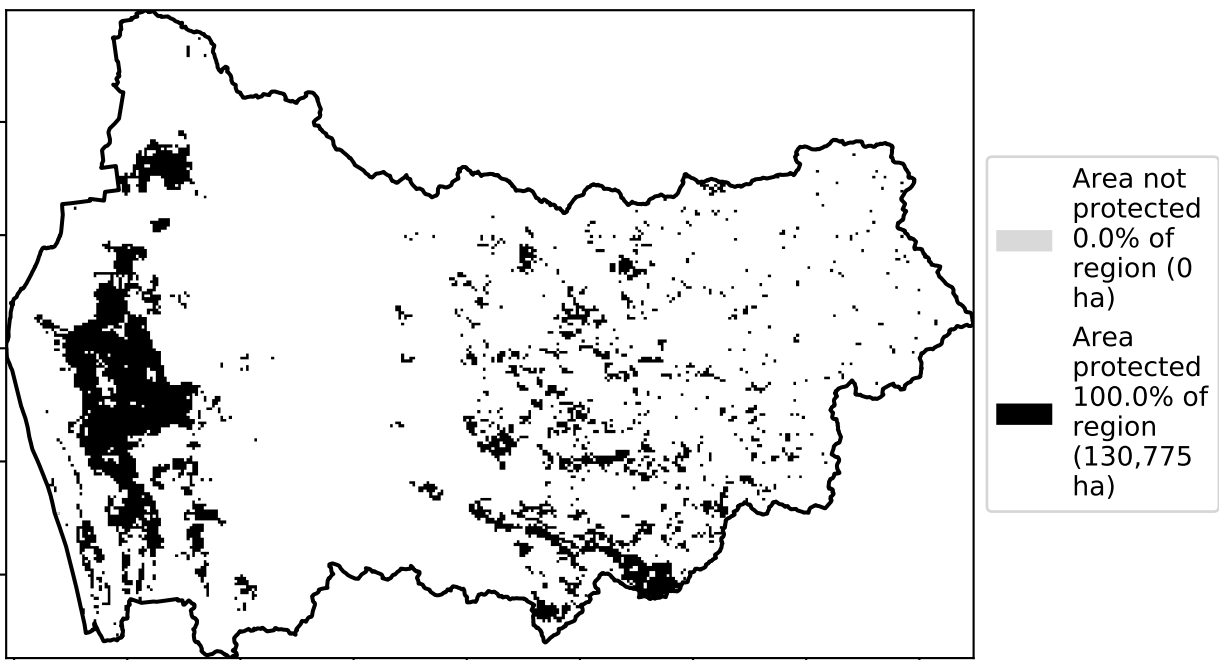 Area not
protected
0.0% of
region (0
ha)
Area
protected
100.0% of
region
(130,775
ha)